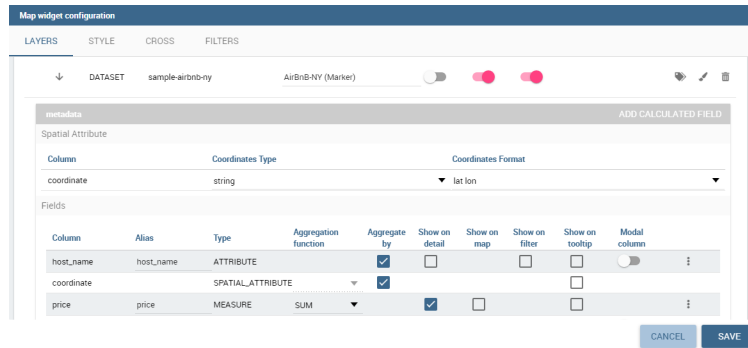 Map widget configuration
LAYERS STYLE CROSS FILTERS
DATASET sample-airbnb-ny AirBnB-NY (Marker)
metadata ADD CALCULATED FIELD
Spatial Attribute
Column Coordinates Type Coordinates Format
coordinate string lat lon
Fields
Column Alias Type Aggregation function Aggregate by Show on detail Show on map Show on filter Show on tooltip Modal column
host_name host_name ATTRIBUTE
coordinate SPATIAL_ATTRIBUTE
price price MEASURE SUM
CANCEL SAVE